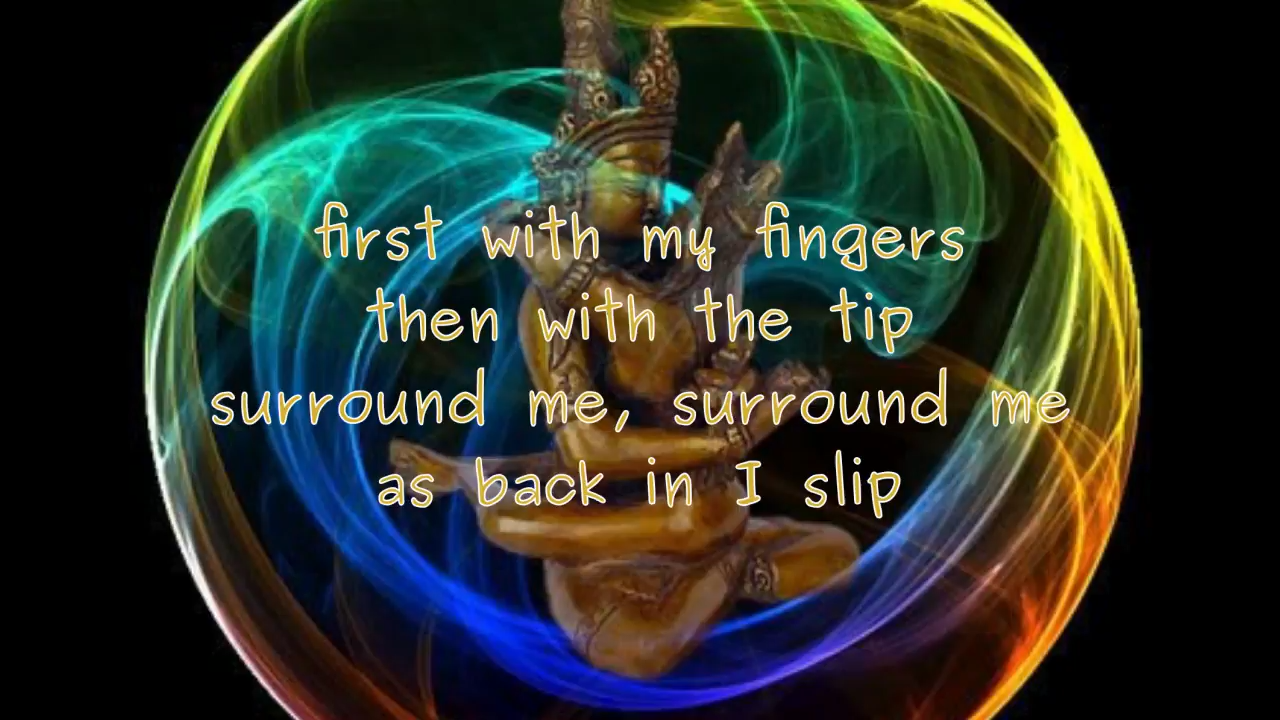 first with my fingers
then with the tip
surround me, surround me
as back in I slip